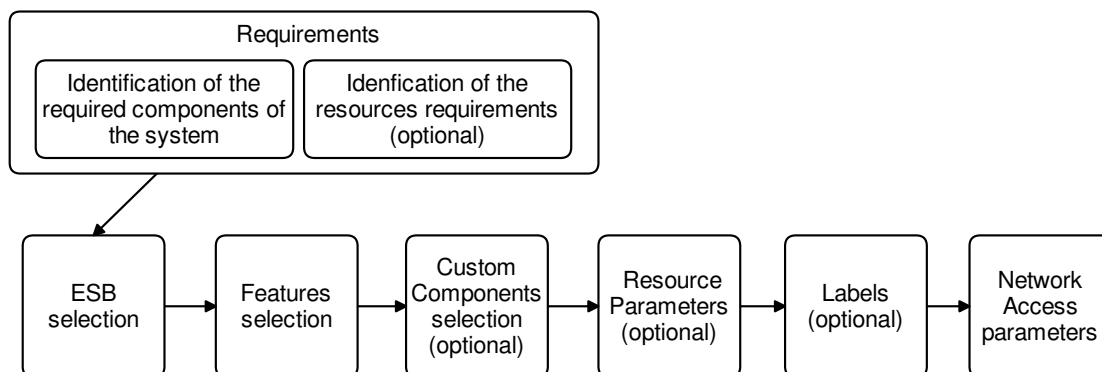 Requirements
Identification of the
required components of
the system
Idenfication of the
resources requirements
(optional)
ESB
selection
Features
selection
Custom
Components
selection
(optional)
Resource
Parameters
(optional)
Labels
(optional)
Network
Access
parameters